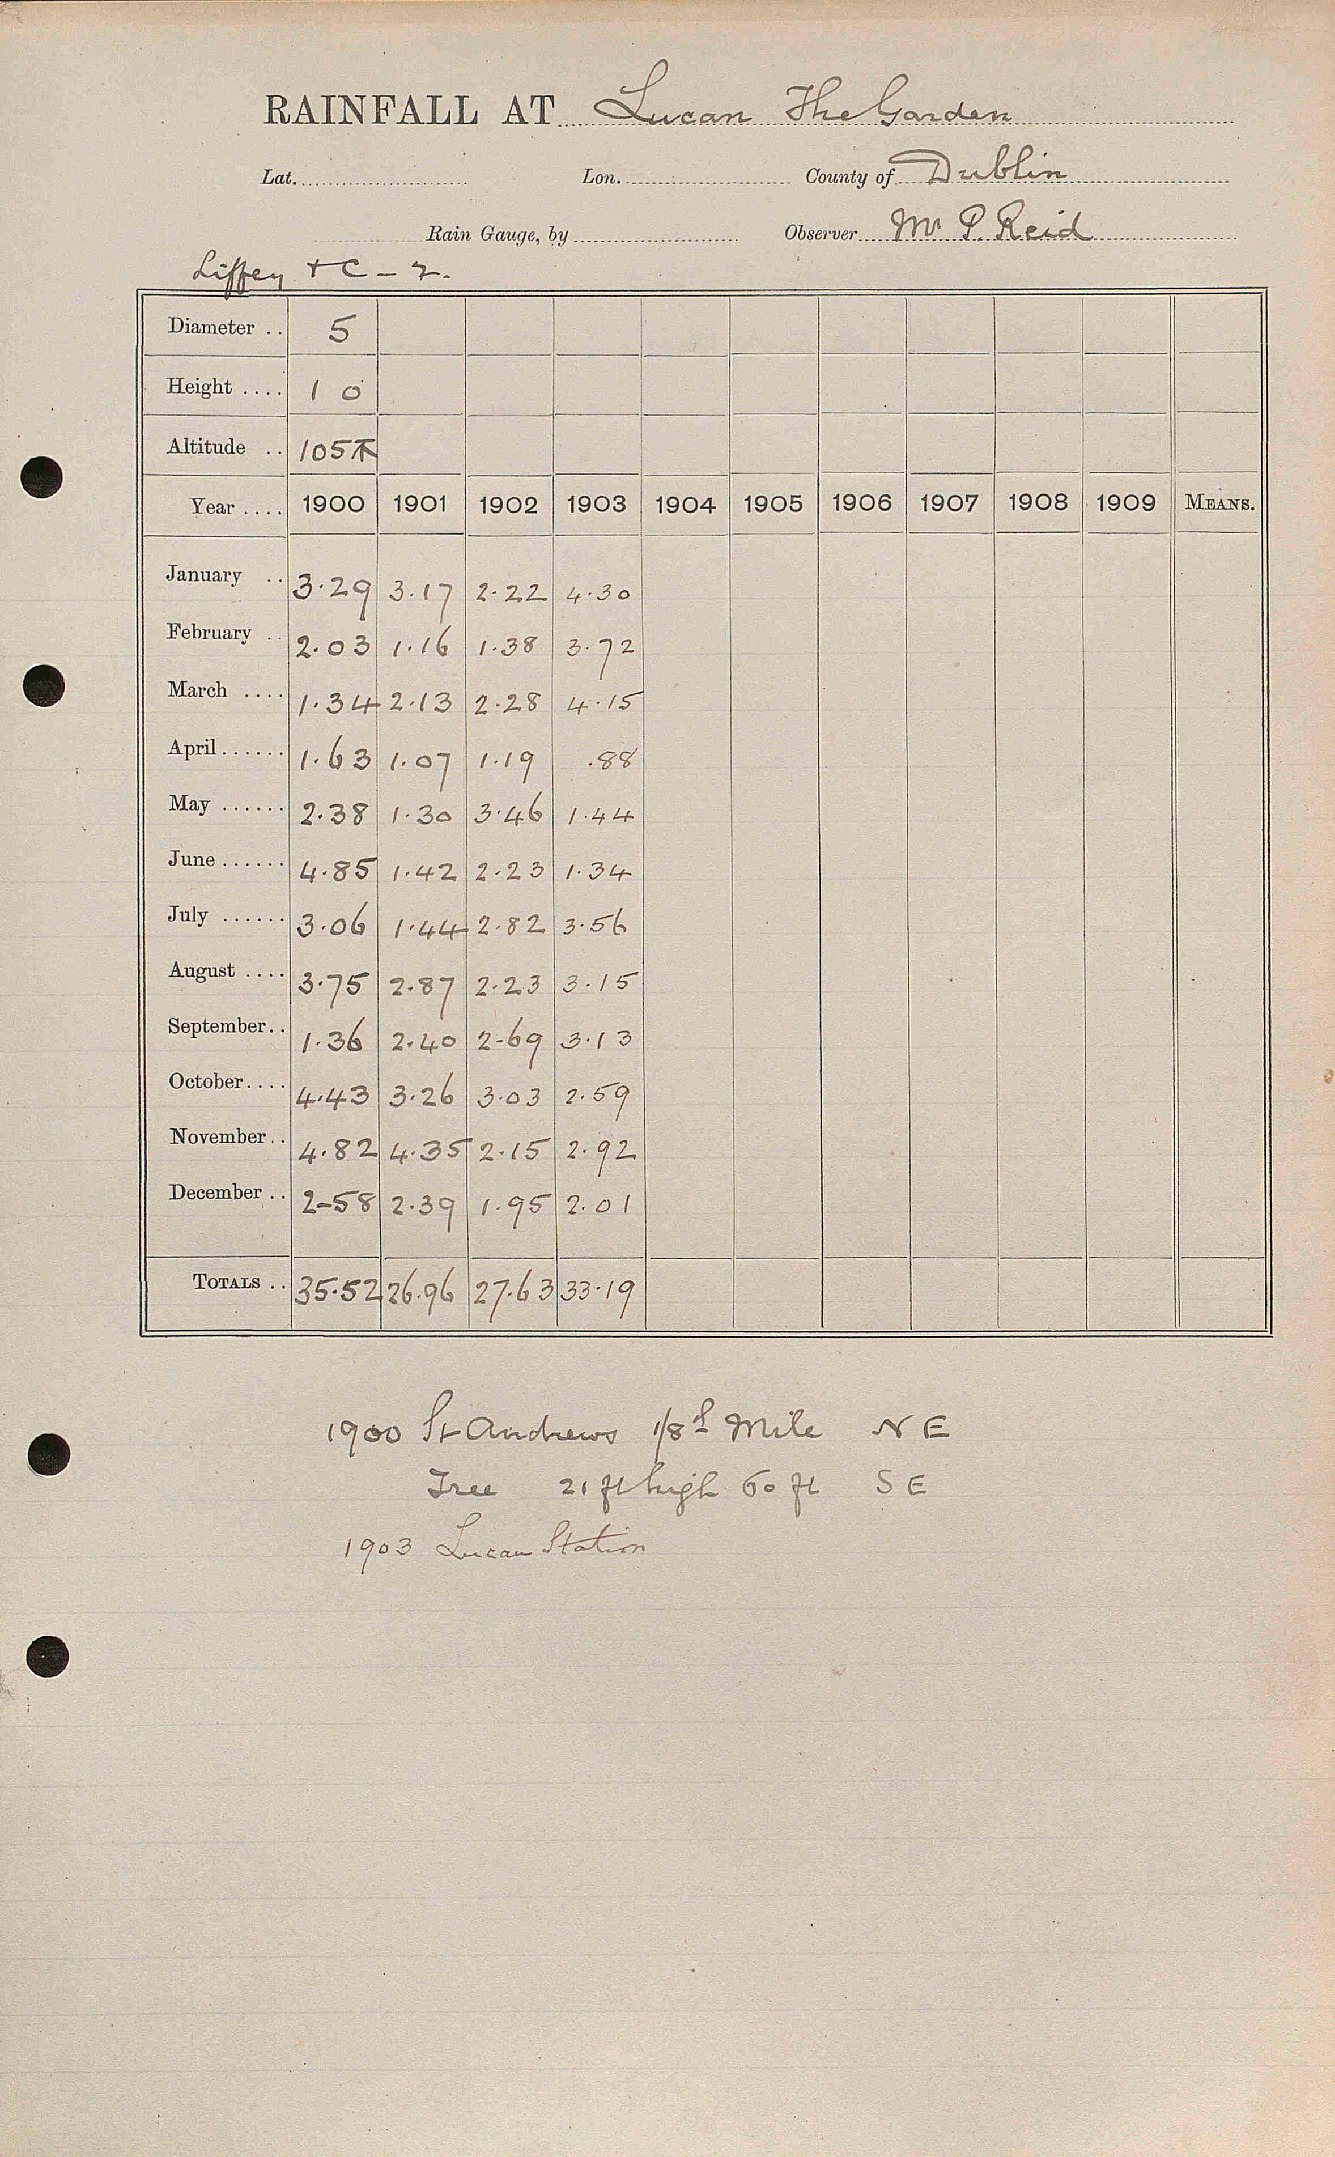 RAINFALL AT Lucan The Garden
Lat. Lon. County of Dublin
Rain Gauge, by Observer Mr P Reid
Liffey + C - 2.
Diameter .. 5
Height .... 1 0
Altitude .. 105
Year .... 1900 1901 1902 1903 1904 1905 1906 1907 1908 1909 MEANS.
January .. 3.29 3.17 2.22 4.30
February .. 2.03 1.16 1.38 3.72
March .... 1.34 2.13 2.28 4.15
April...... 1.63 1.07 1.19 .88
May ...... 2.38 1.30 3.46 1.44
June...... 4.85 1.42 2.23 1.34
July ...... 3.06 1.44 2.82 3.56
August .... 3.75 2.87 2.23 3.15
September.. 1.36 2.40 2.69 3.13
October.... 4.43 3.26 3.03 2.59
November.. 4.82 4.35 2.15 2.92
December .. 2-58 2.39 1.95 2.01
TOTALS .. 35.52 26.96 27.63 33.19
1900 St Andrews 1/8th Mile N E
Tree 21 ft high 60 ft S E
1903 Lucan Station